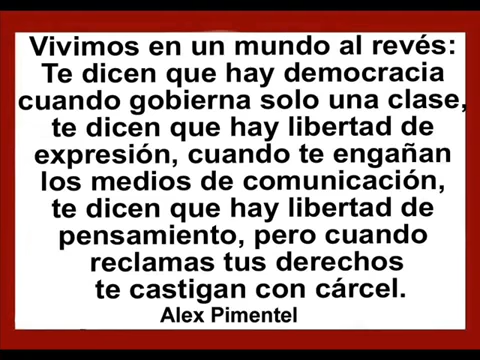 Vivimos en un mundo al revés:
Te dicen que hay democracia
cuando gobierna solo una clase,
te dicen que hay libertad de
expresión, cuando te engañan
los medios de comunicación,
te dicen que hay libertad de
pensamiento, pero cuando
reclamas tus derechos
te castigan con cárcel.
Alex Pimentel